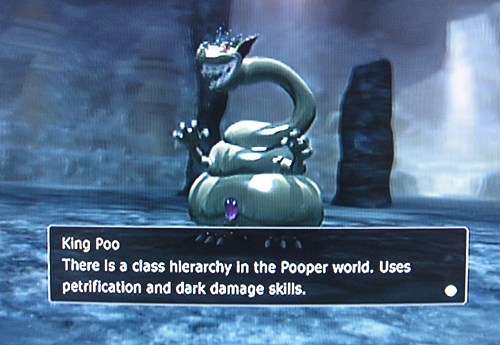 King Poo
There is a class hierarchy in the Pooper world. Uses
petrification and dark damage skills.